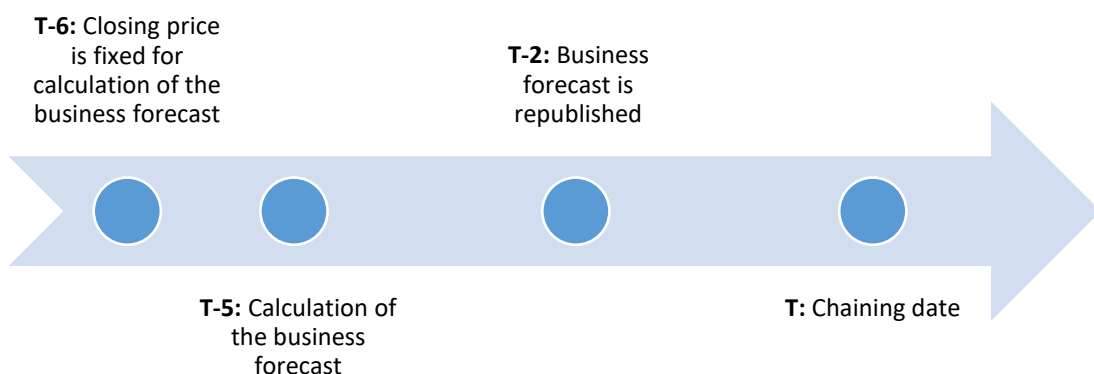 T-6: Closing price
is fixed for
calculation of the
business forecast
T-5: Calculation of
the business
forecast
T-2: Business
forecast is
republished
T: Chaining date